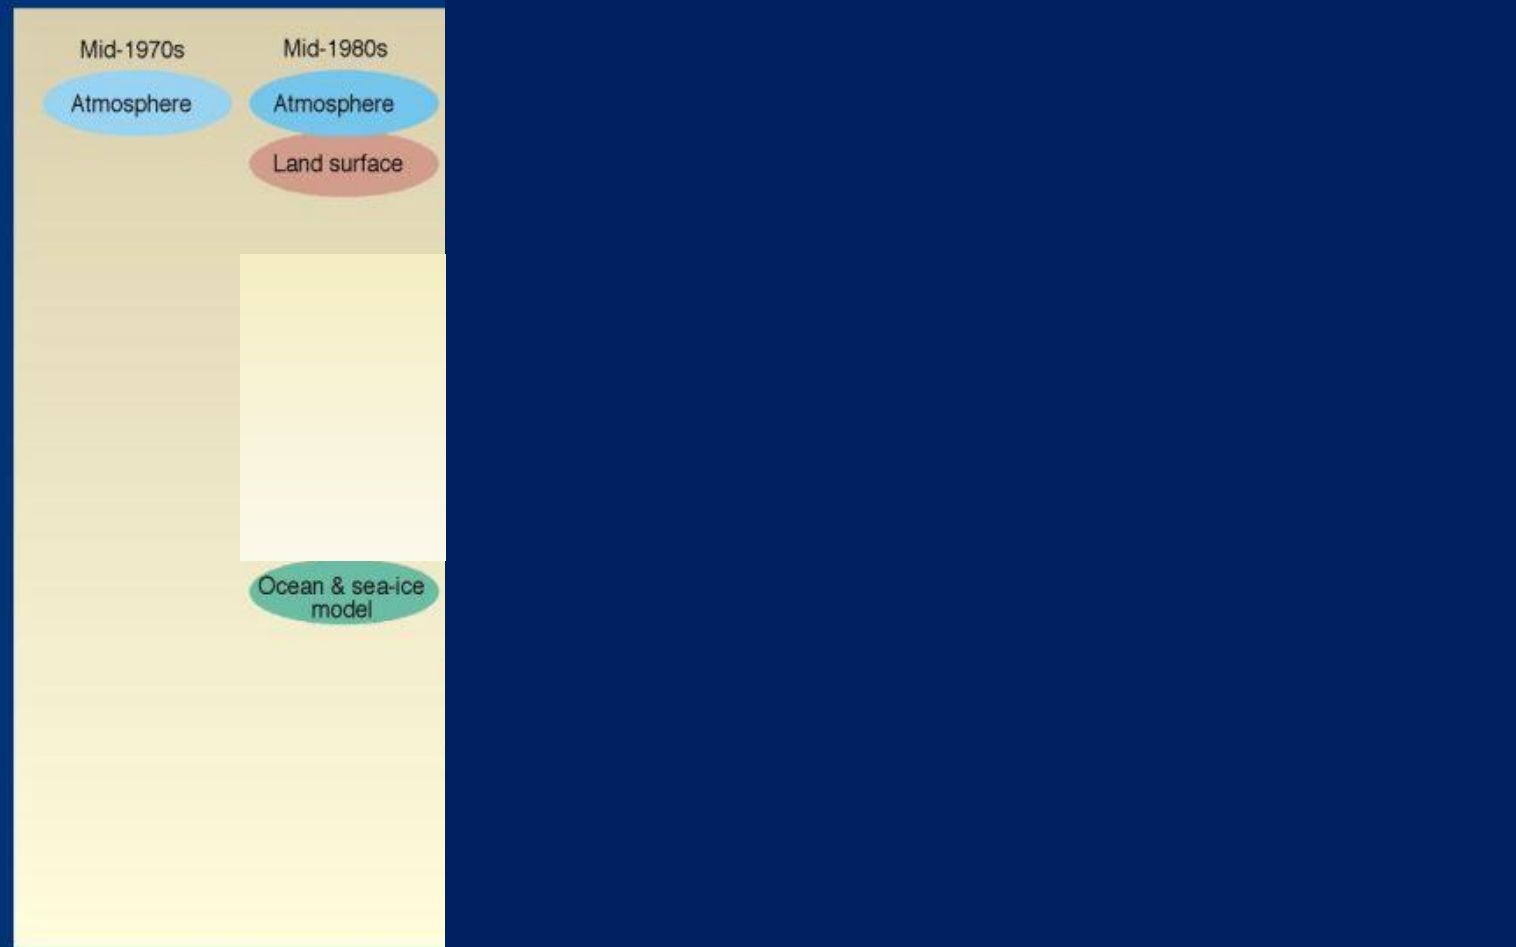 Mid-1970s
Mid-1980s
Atmosphere
Atmosphere
Land surface
Ocean & sea-ice
model